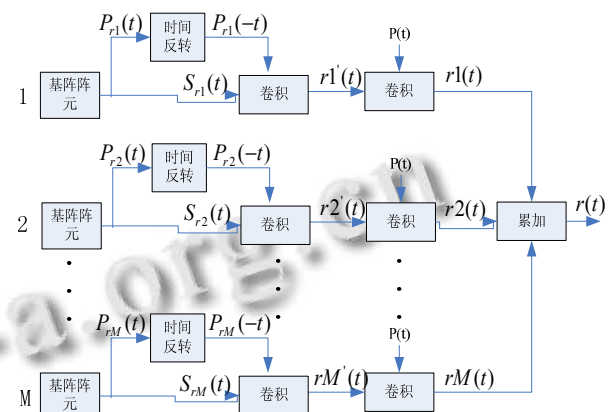 P_{r1}(t) 时间反转 P_{r1}(-t) P(t)
1 基阵阵元 S_{r1}(t) 卷积 r1'(t) 卷积 r1(t)
P_{r2}(t) 时间反转 P_{r2}(-t) P(t)
2 基阵阵元 S_{r2}(t) 卷积 r2'(t) 卷积 r2(t) 累加 r(t)
P_{rM}(t) 时间反转 P_{rM}(-t) P(t)
M 基阵阵元 S_{rM}(t) 卷积 rM'(t) 卷积 rM(t)
a.org.cn